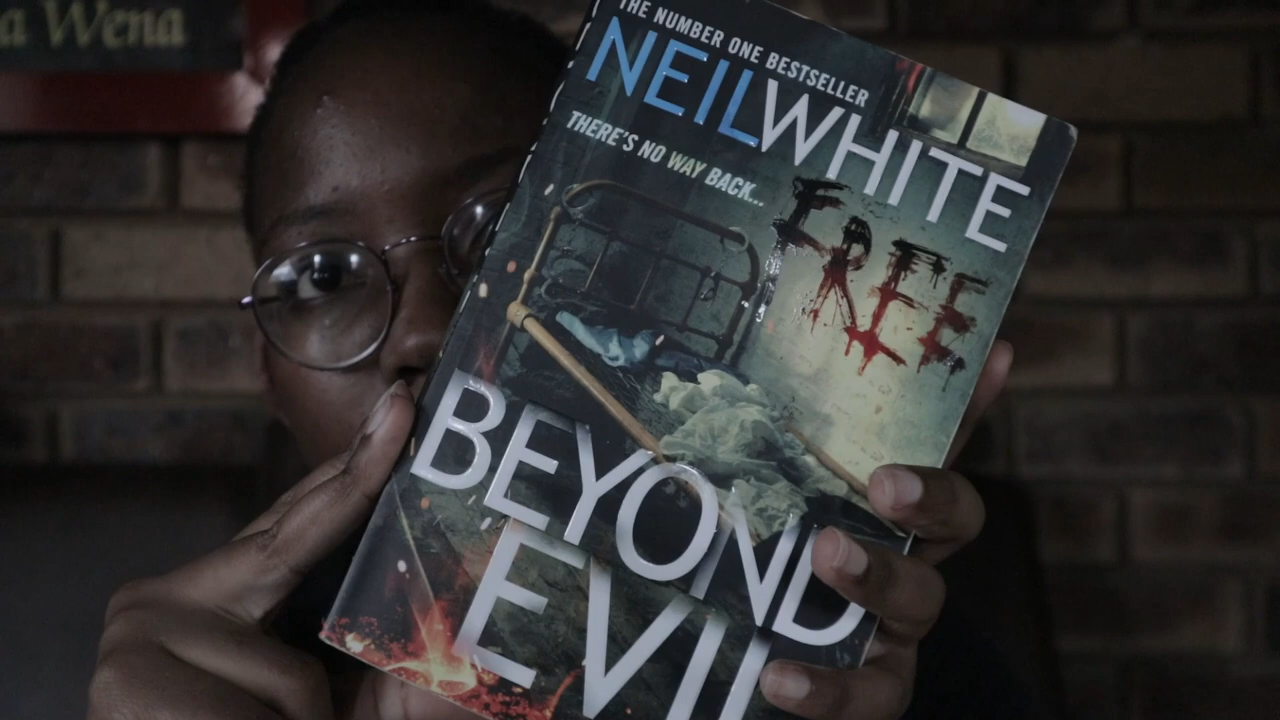 a Wena
THE NUMBER ONE BESTSELLER
NEIL WHITE
THERE'S NO WAY BACK...
FREE
BEYOND
EVIL